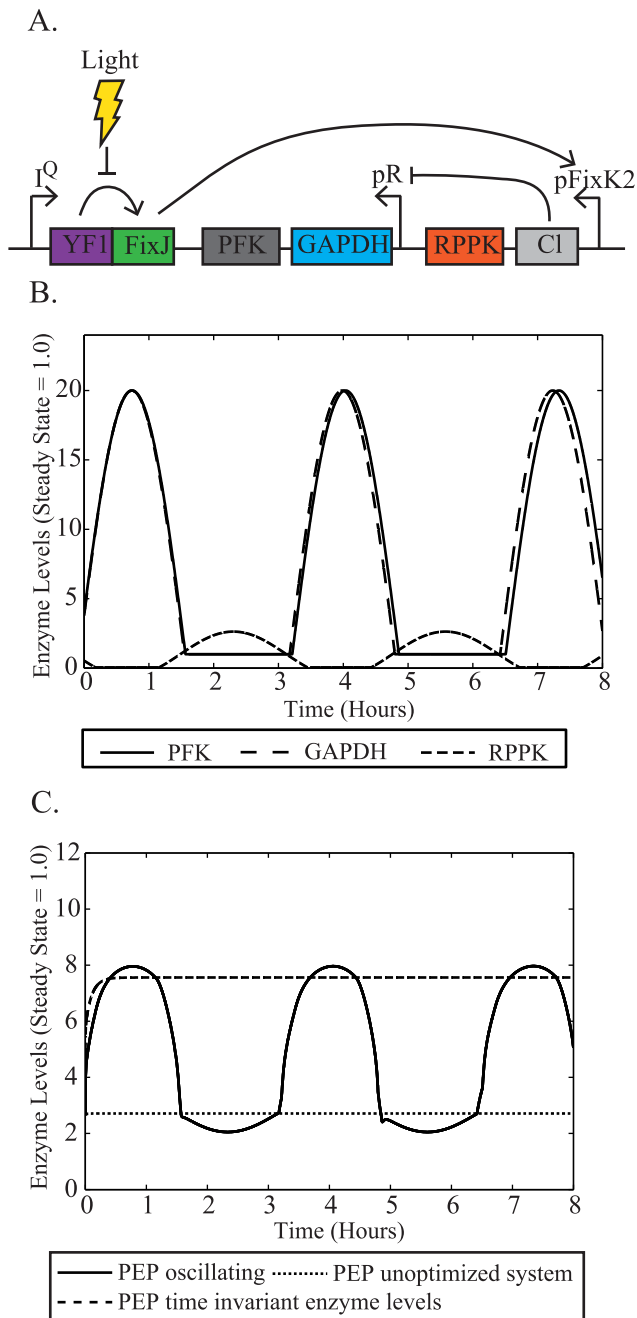 A.
Light
I^Q
pR
pFixK2
YF1
FixJ
PFK
GAPDH
RPPK
Cl
B.
Enzyme Levels (Steady State = 1.0)
20
15
10
5
0
0 1 2 3 4 5 6 7 8
Time (Hours)
PFK GAPDH RPPK
C.
Enzyme Levels (Steady State = 1.0)
12
10
8
6
4
2
0
0 1 2 3 4 5 6 7 8
Time (Hours)
PEP oscillating PEP unoptimized system
PEP time invariant enzyme levels